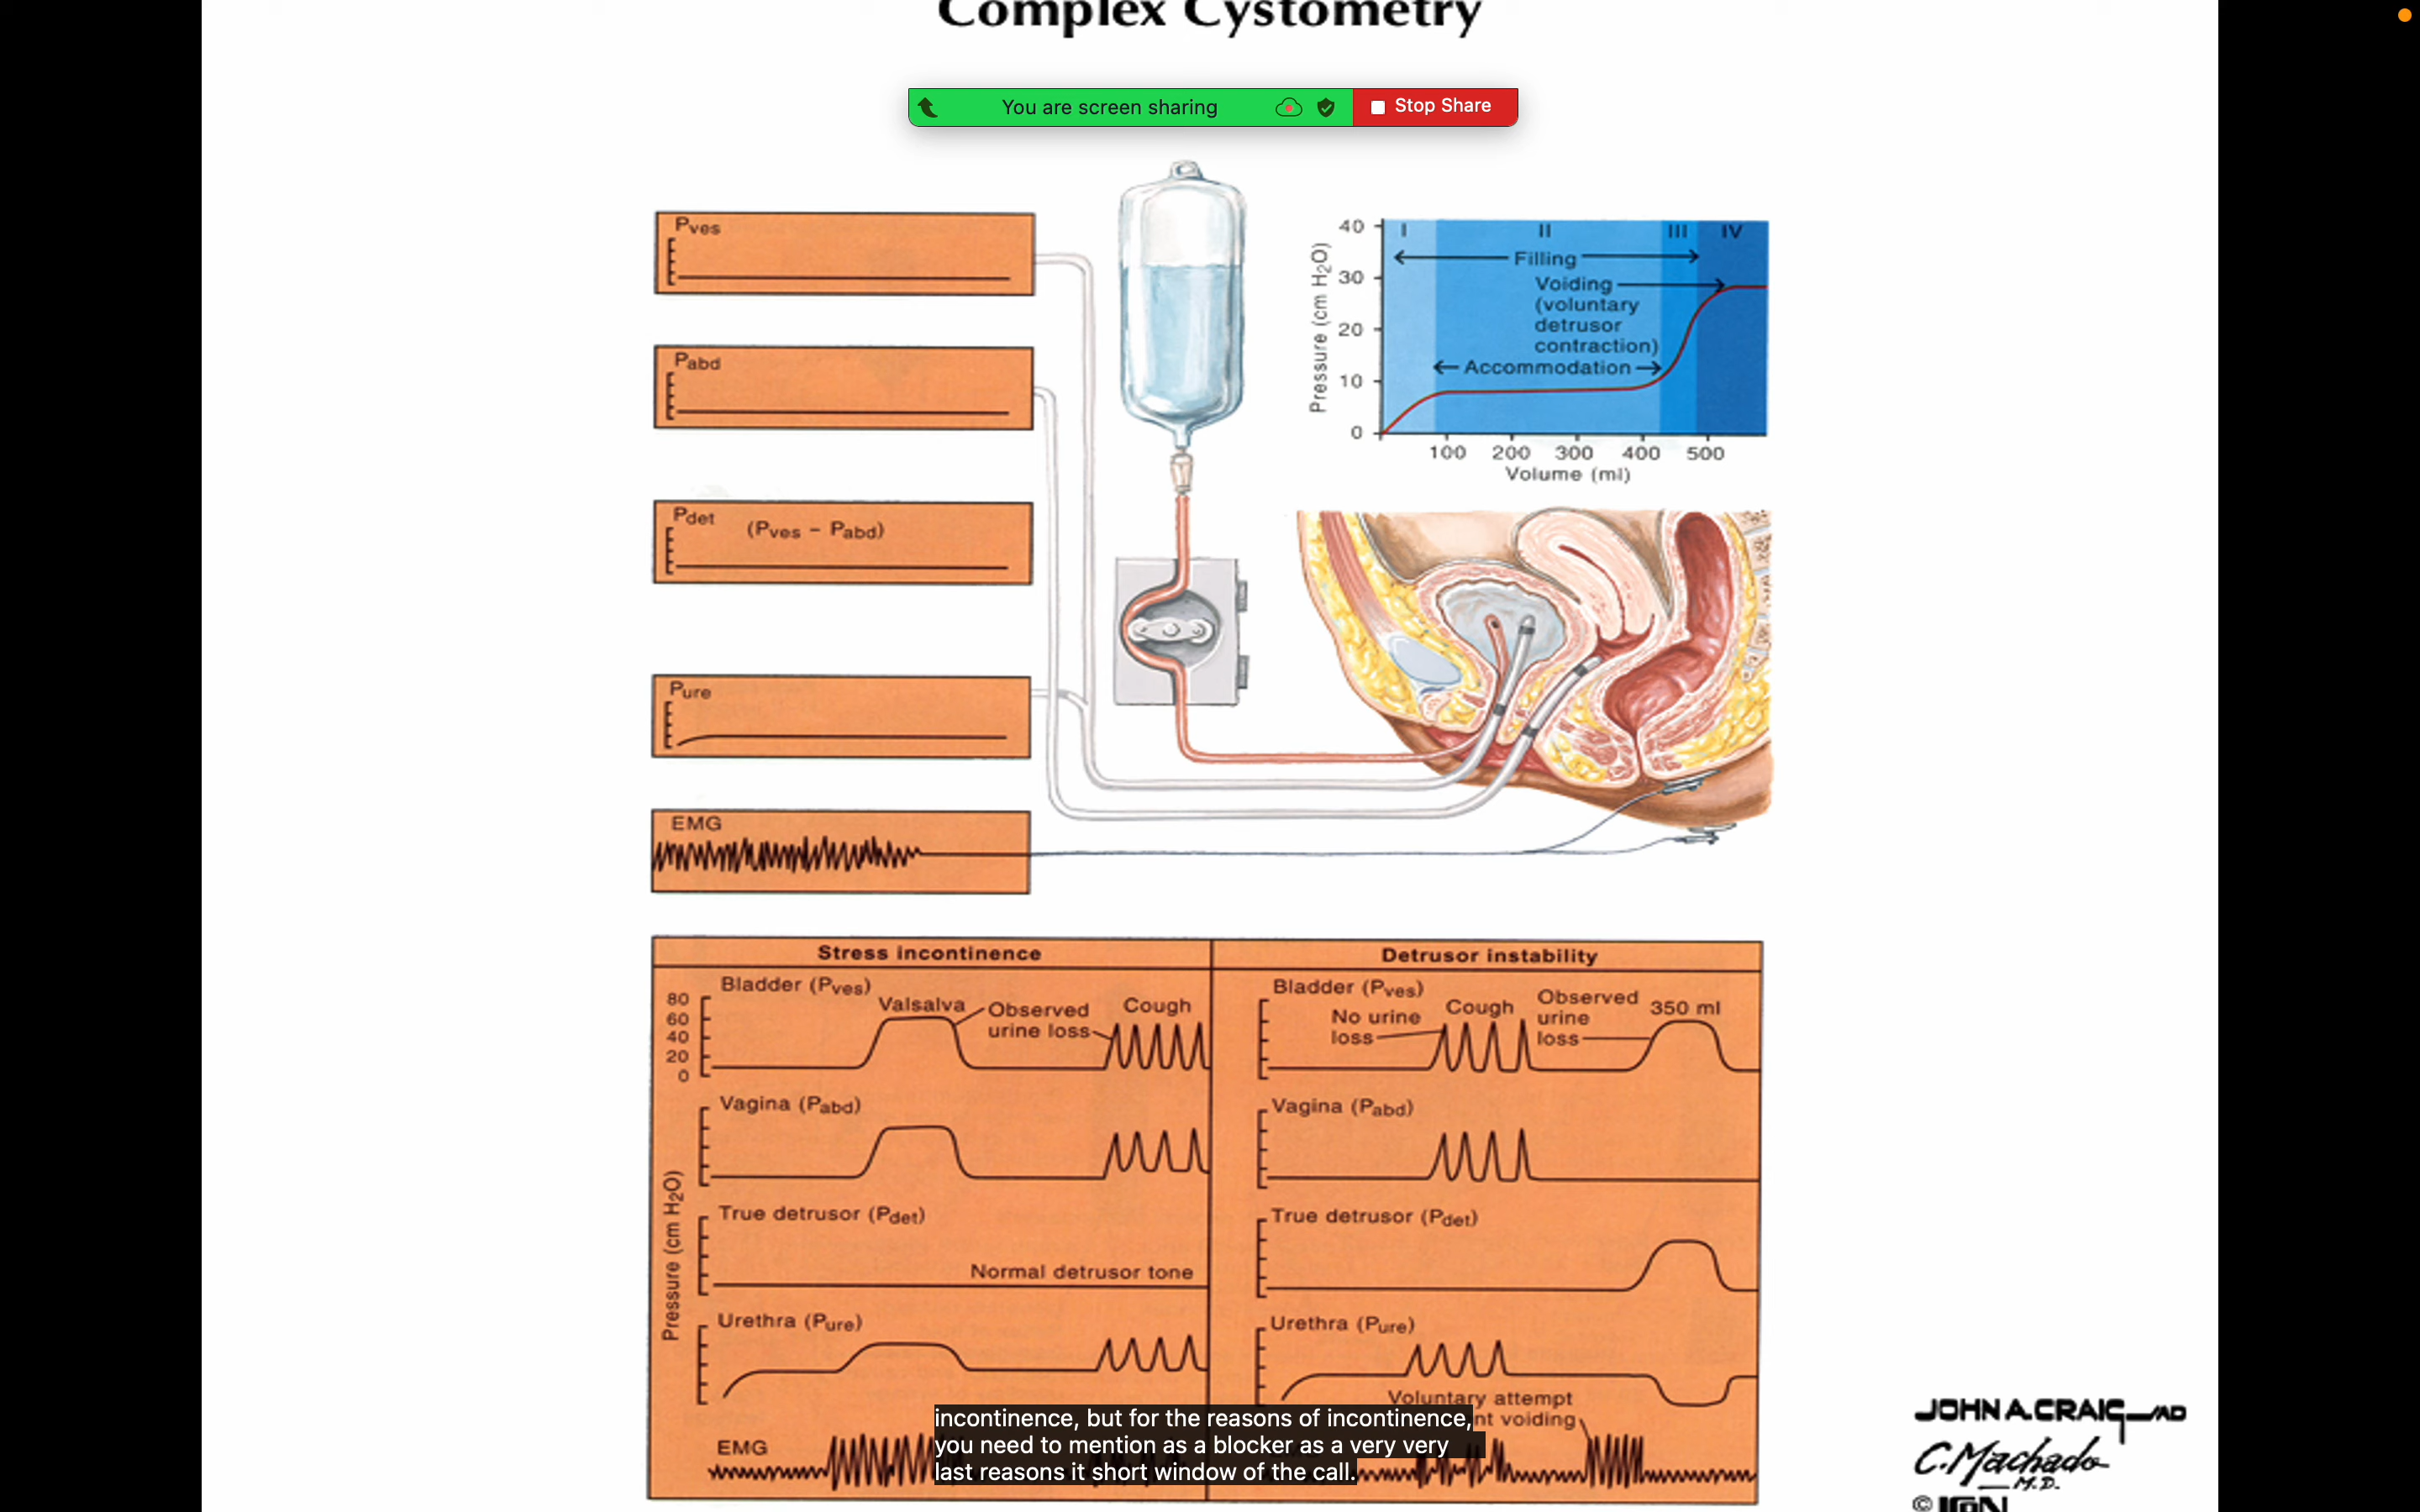 Complex Cystometry
You are screen sharing
Stop Share
Pves
Pabd
Pdet (Pves - Pabd)
Pure
EMG
Pressure (cm H2O)
40
30
20
10
0
I II III IV
Filling
Voiding
(voluntary
detrusor
contraction)
Accommodation
100 200 300 400 500
Volume (ml)
Stress incontinence
Pressure (cm H2O)
Bladder (Pves)
80
60
40
20
0
Valsalva
Observed
urine loss
Cough
Vagina (Pabd)
True detrusor (Pdet)
Normal detrusor tone
Urethra (Pure)
EMG
Detrusor instability
Bladder (Pves)
No urine
loss
Cough
Observed
urine
loss
350 ml
Vagina (Pabd)
True detrusor (Pdet)
Urethra (Pure)
Voluntary attempt
nt voiding
incontinence, but for the reasons of incontinence,
you need to mention as a blocker as a very very
last reasons it short window of the call.
JOHN A. CRAIG MD
C. Machado
M.D.
©